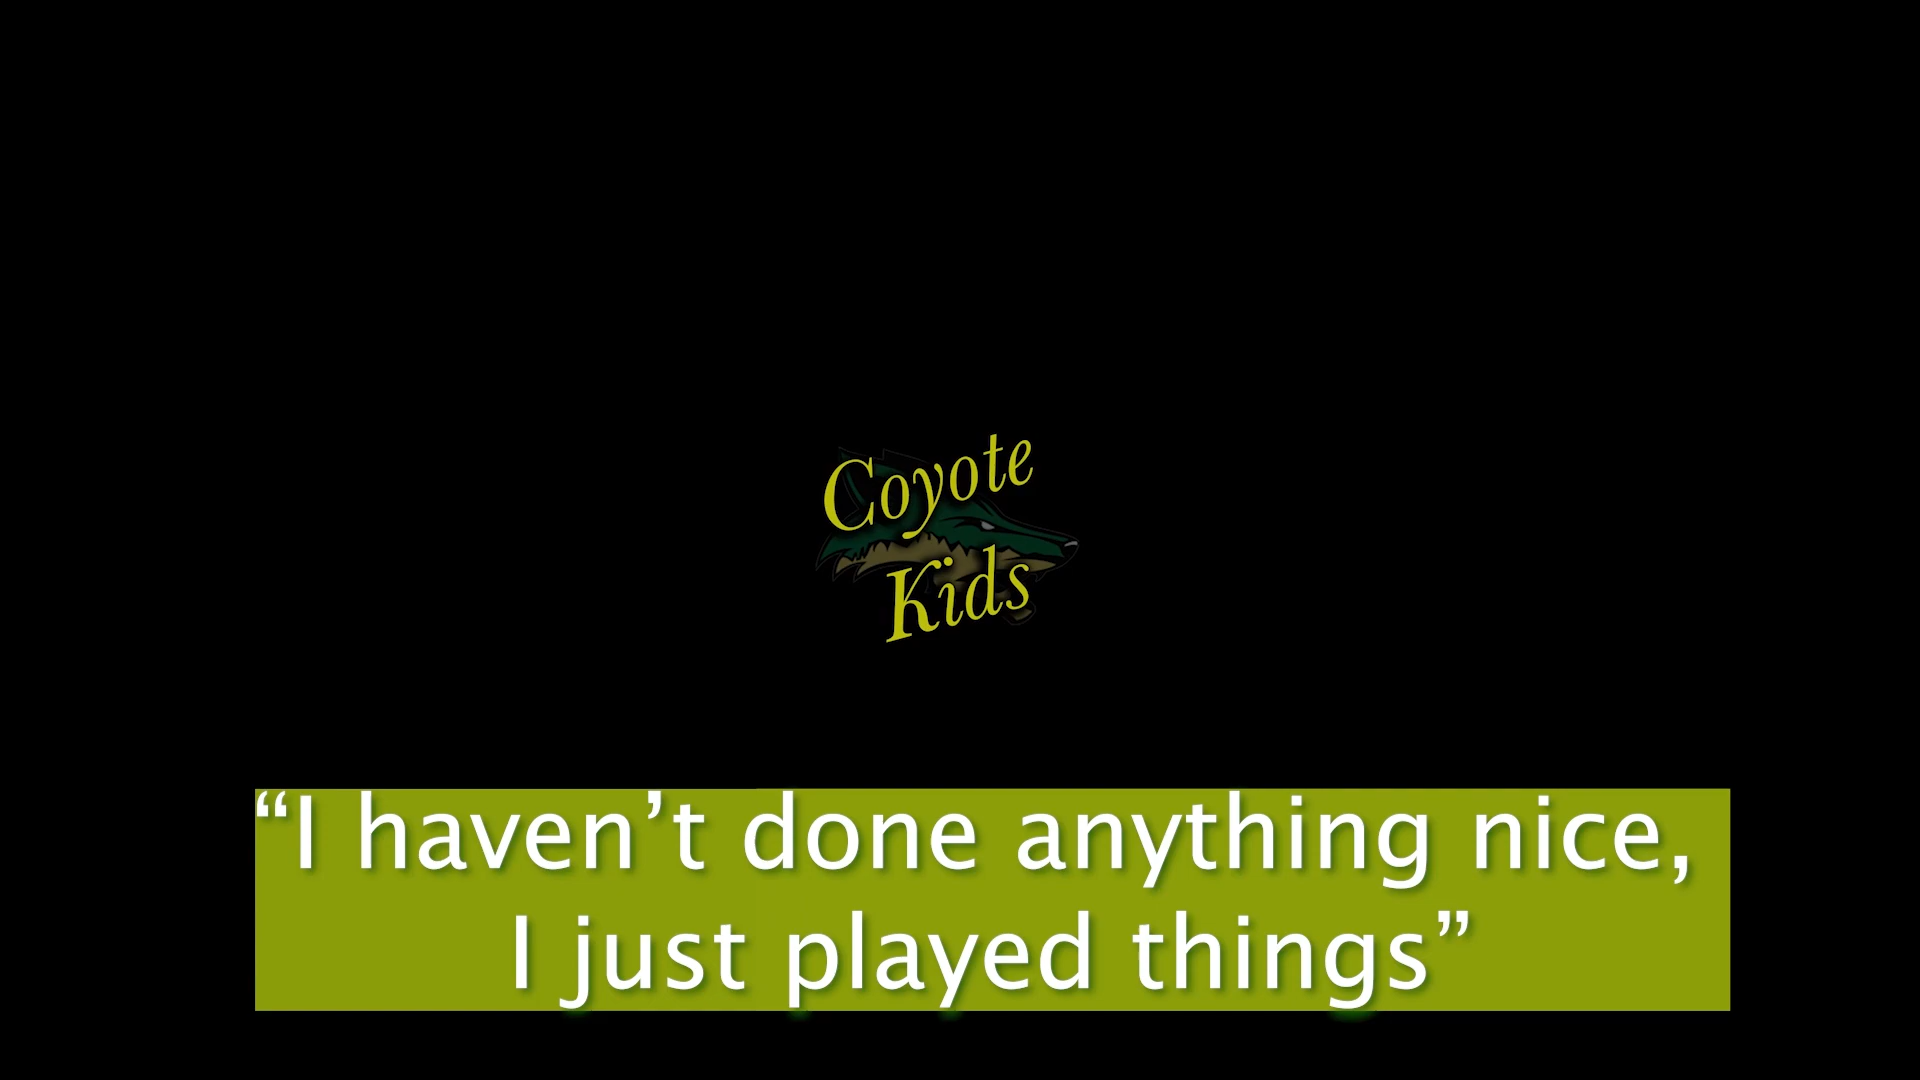 Coyote
Kids
“I haven’t done anything nice,
I just played things”